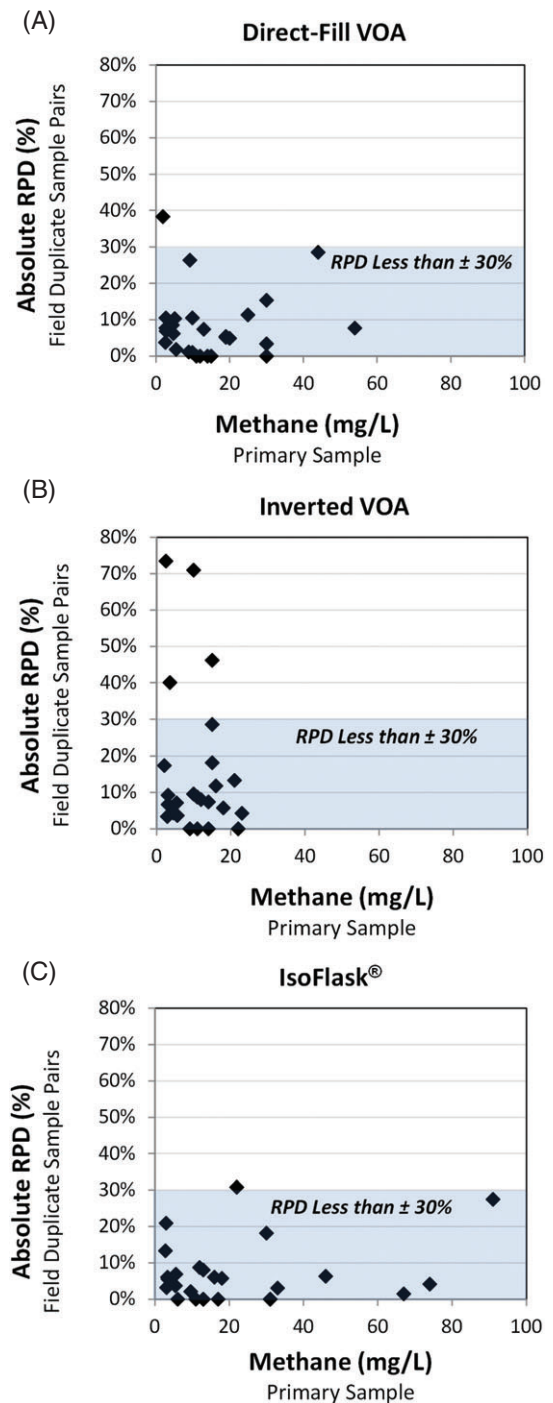 (A)
Direct-Fill VOA
Absolute RPD (%)
Field Duplicate Sample Pairs
80%
70%
60%
50%
40%
30%
20%
10%
0%
RPD Less than ± 30%
0 20 40 60 80 100
Methane (mg/L)
Primary Sample
(B)
Inverted VOA
Absolute RPD (%)
Field Duplicate Sample Pairs
80%
70%
60%
50%
40%
30%
20%
10%
0%
RPD Less than ± 30%
0 20 40 60 80 100
Methane (mg/L)
Primary Sample
(C)
IsoFlask®
Absolute RPD (%)
Field Duplicate Sample Pairs
80%
70%
60%
50%
40%
30%
20%
10%
0%
RPD Less than ± 30%
0 20 40 60 80 100
Methane (mg/L)
Primary Sample